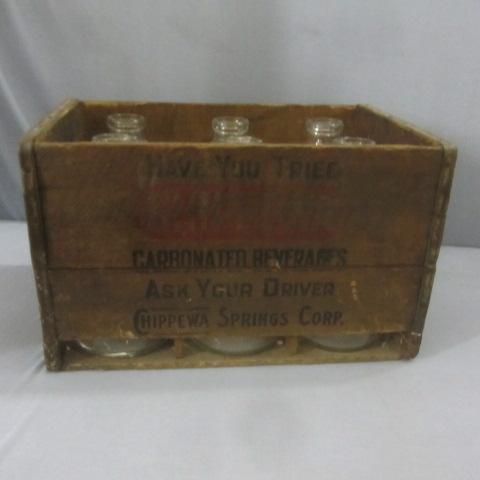 HAVE YOU TRIED
CARBONATED BEVERAGES
ASK YOUR DRIVER
CHIPPEWA SPRINGS CORP.